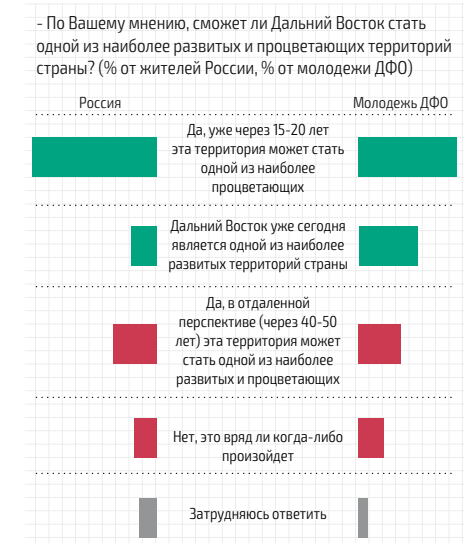 - По Вашему мнению, сможет ли Дальний Восток стать
одной из наиболее развитых и процветающих территорий
страны? (% от жителей России, % от молодежи ДФО)
Россия
Молодежь ДФО
Да, уже через 15-20 лет
эта территория может стать
одной из наиболее
процветающих
Дальний Восток уже сегодня
является одной из наиболее
развитых территорий страны
Да, в отдаленной
перспективе (через 40-50
лет) эта территория может
стать одной из наиболее
развитых и процветающих
Нет, это вряд ли когда-либо
произойдет
Затрудняюсь ответить